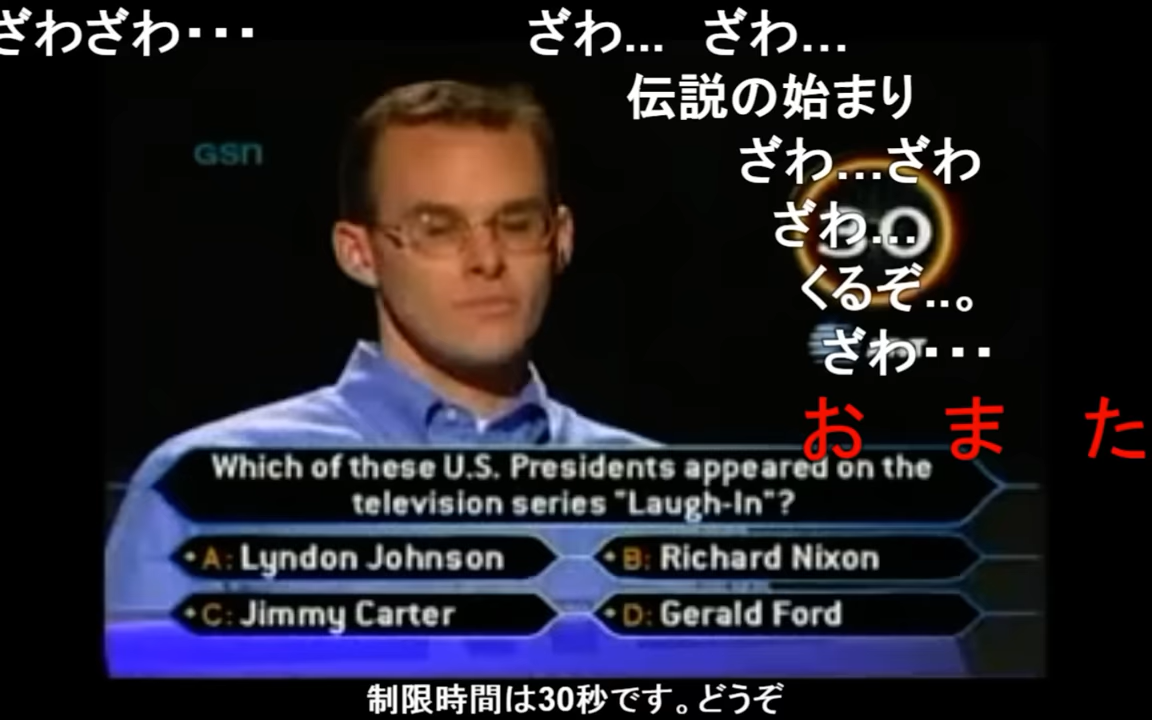 ざわざわ・・・
ざわ... ざわ...
伝説の始まり
GSN
ざわ...ざわ
30
ざわ...
くるぞ..。
ざわ・・・
お ま た
Which of these U.S. Presidents appeared on the
television series "Laugh-In"?
A: Lyndon Johnson
B: Richard Nixon
C: Jimmy Carter
D: Gerald Ford
制限時間は30秒です。どうぞ